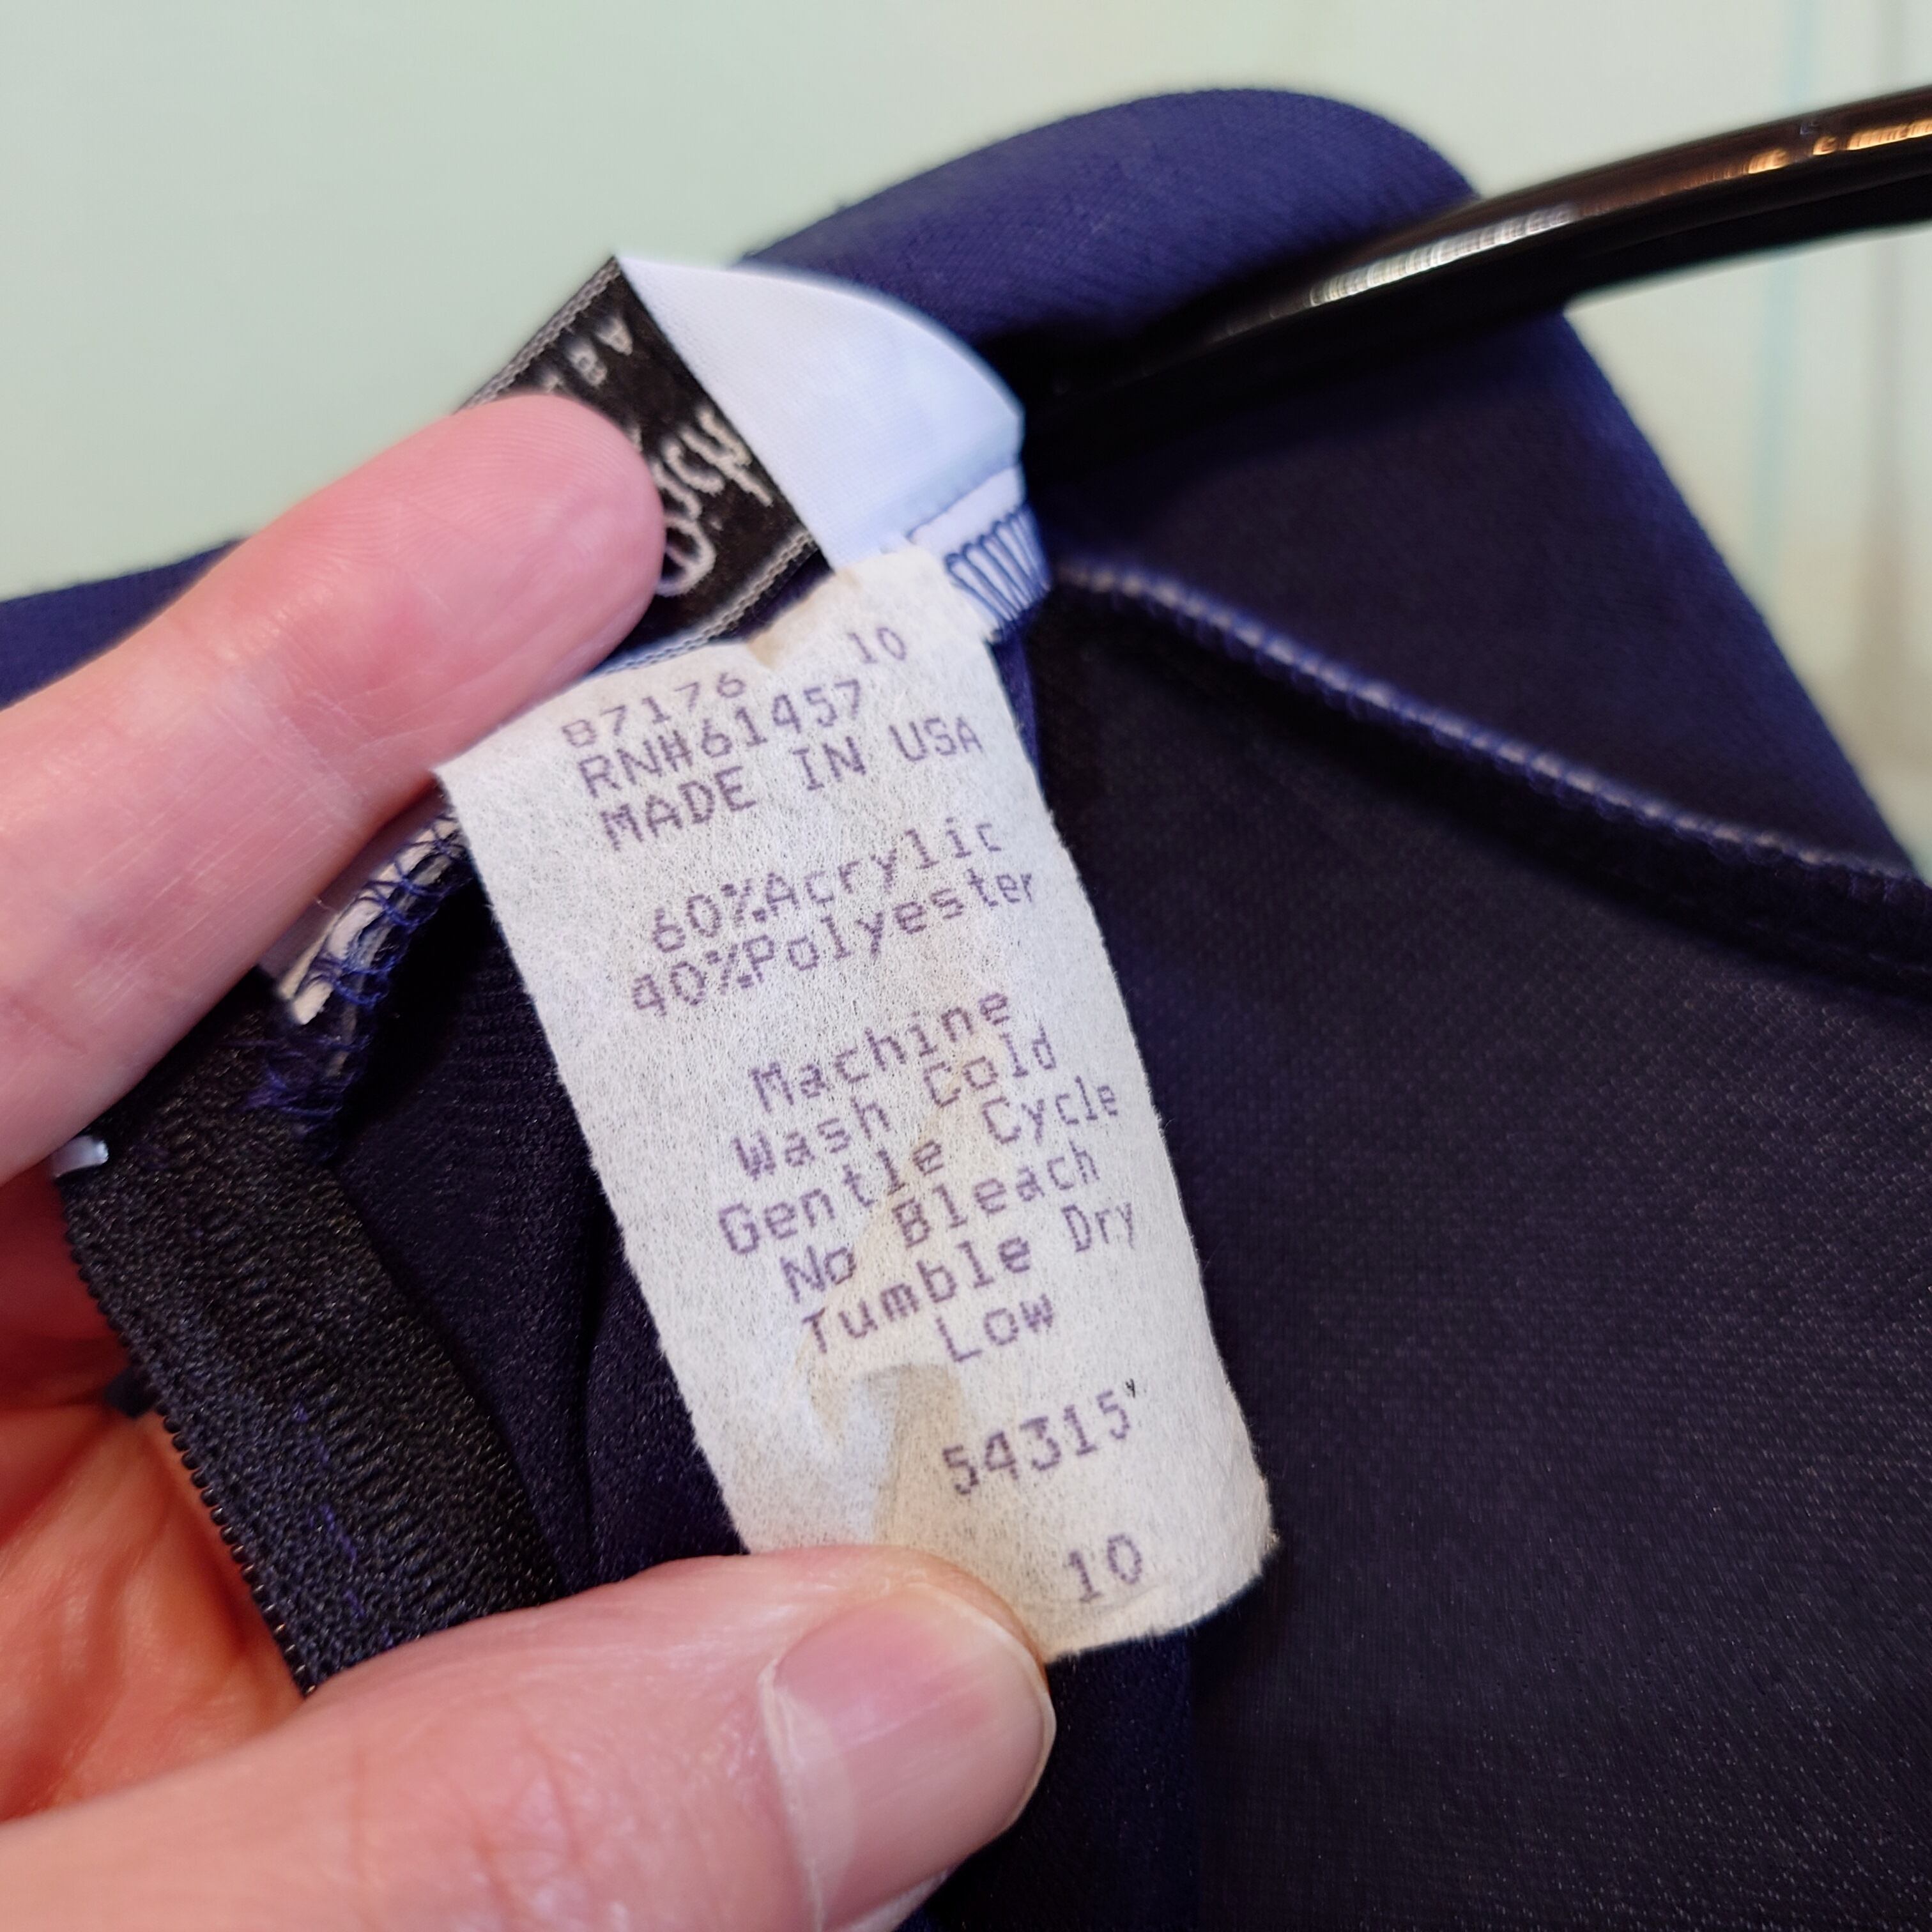 10
87176
RN#61457
MADE IN USA
60%Acrylic
40%Polyester
Machine
Wash Cold
Gentle Cycle
No Bleach
Tumble Dry
Low
54315
10